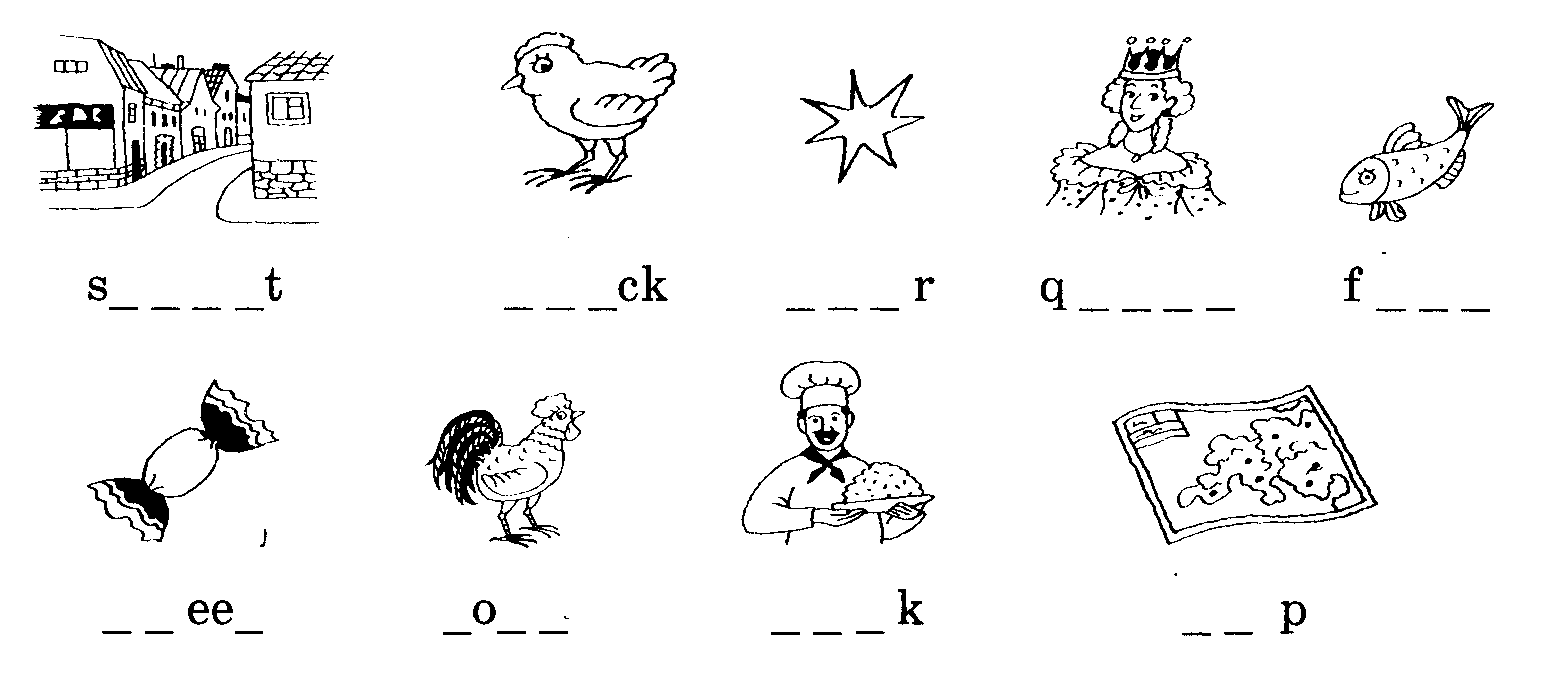 s_ _ _ _t _ _ _ck _ _ _ r q _ _ _ _ f _ _ _
_ _ ee_ _o_ _ _ _ _ k _ _ p